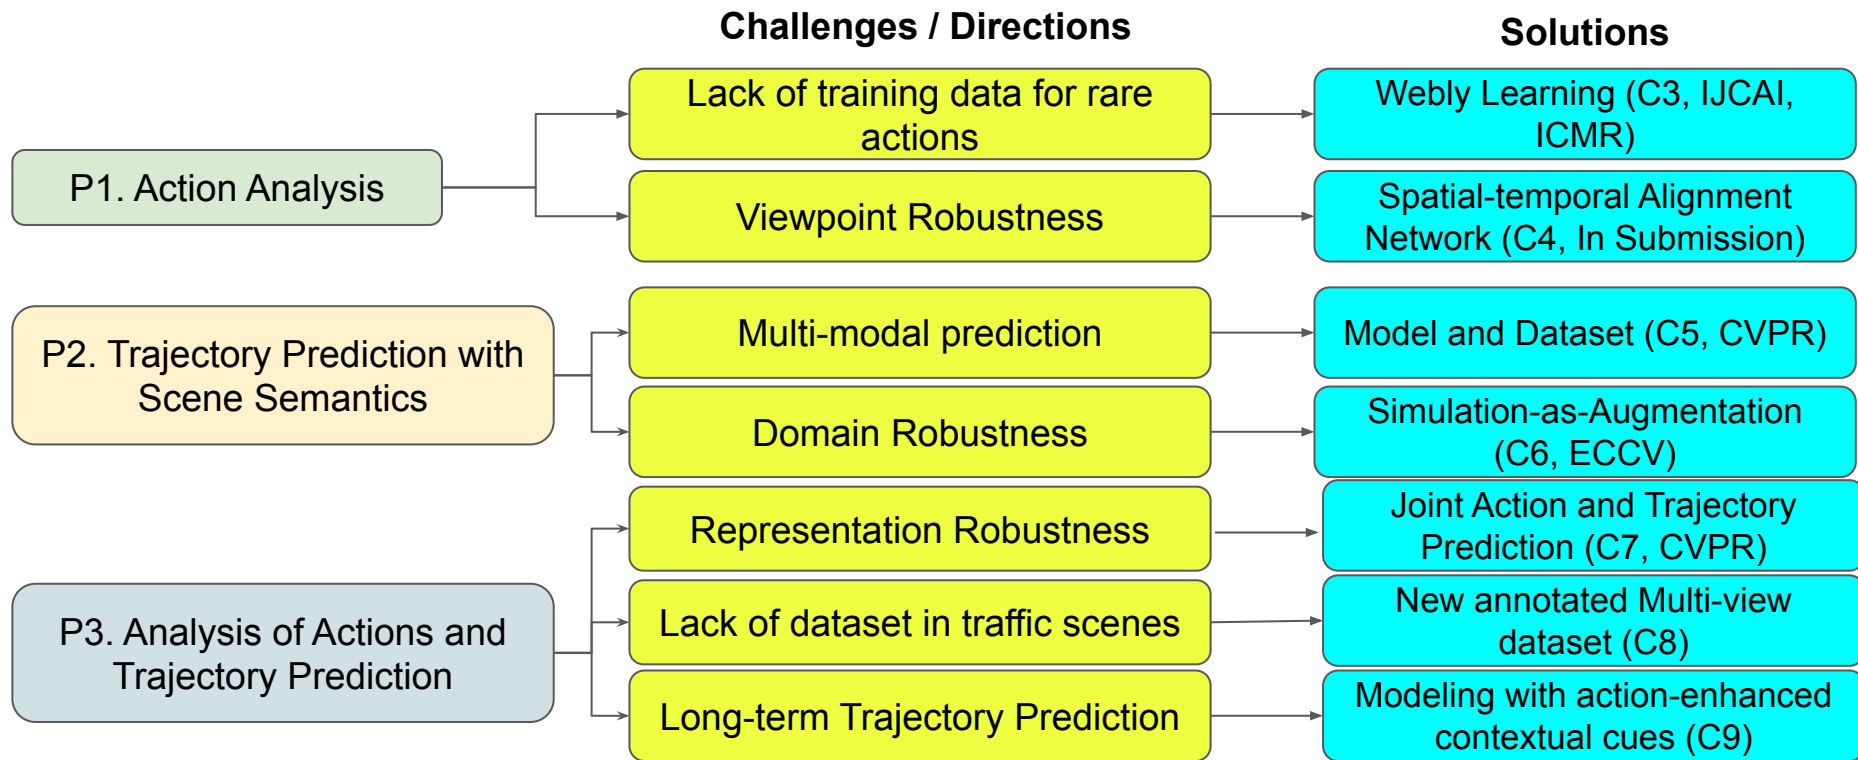 Challenges / Directions
Solutions
P1. Action Analysis
Lack of training data for rare
actions
Webly Learning (C3, IJCAI,
ICMR)
Viewpoint Robustness
Spatial-temporal Alignment
Network (C4, In Submission)
P2. Trajectory Prediction with
Scene Semantics
Multi-modal prediction
Model and Dataset (C5, CVPR)
Domain Robustness
Simulation-as-Augmentation
(C6, ECCV)
P3. Analysis of Actions and
Trajectory Prediction
Representation Robustness
Joint Action and Trajectory
Prediction (C7, CVPR)
Lack of dataset in traffic scenes
New annotated Multi-view
dataset (C8)
Long-term Trajectory Prediction
Modeling with action-enhanced
contextual cues (C9)